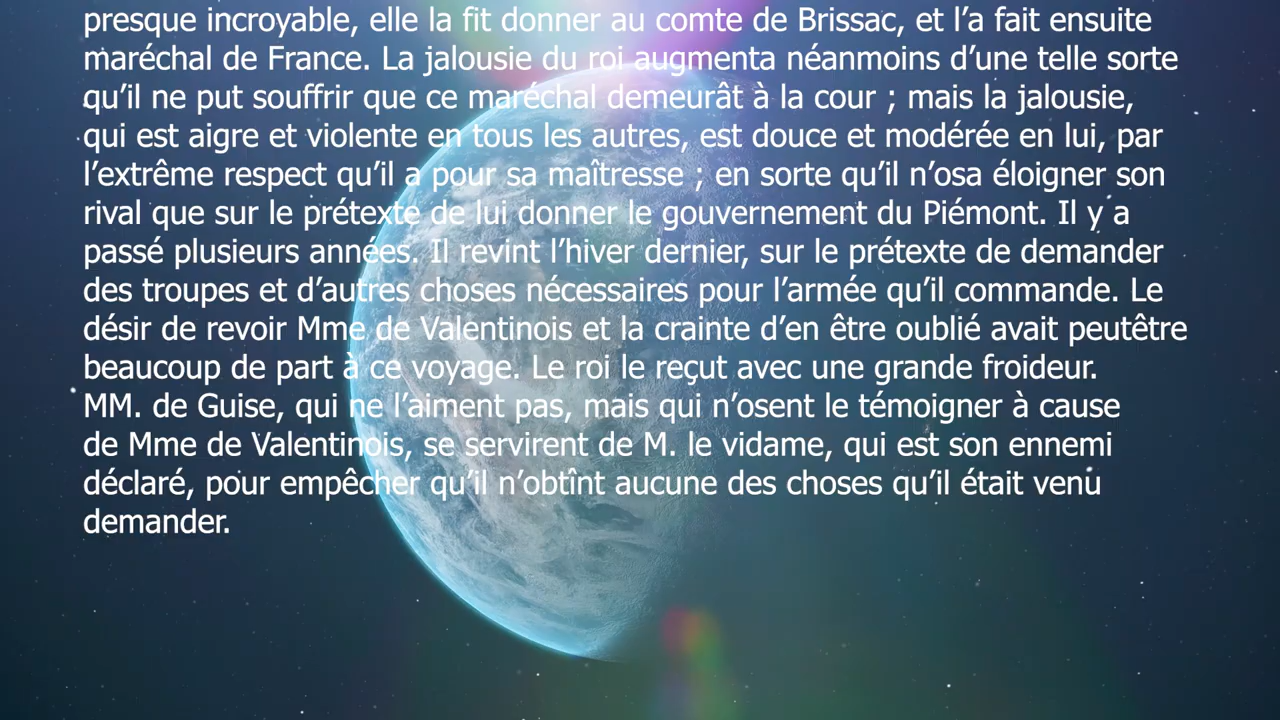 presque incroyable, elle la fit donner au comte de Brissac, et l’a fait ensuite
maréchal de France. La jalousie du roi augmenta néanmoins d’une telle sorte
qu’il ne put souffrir que ce maréchal demeurât à la cour ; mais la jalousie,
qui est aigre et violente en tous les autres, est douce et modérée en lui, par
l’extrême respect qu’il a pour sa maîtresse ; en sorte qu’il n’osa éloigner son
rival que sur le prétexte de lui donner le gouvernement du Piémont. Il y a
passé plusieurs années. Il revint l’hiver dernier, sur le prétexte de demander
des troupes et d’autres choses nécessaires pour l’armée qu’il commande. Le
désir de revoir Mme de Valentinois et la crainte d’en être oublié avait peutêtre
beaucoup de part à ce voyage. Le roi le reçut avec une grande froideur.
MM. de Guise, qui ne l’aiment pas, mais qui n’osent le témoigner à cause
de Mme de Valentinois, se servirent de M. le vidame, qui est son ennemi
déclaré, pour empêcher qu’il n’obtînt aucune des choses qu’il était venu
demander.